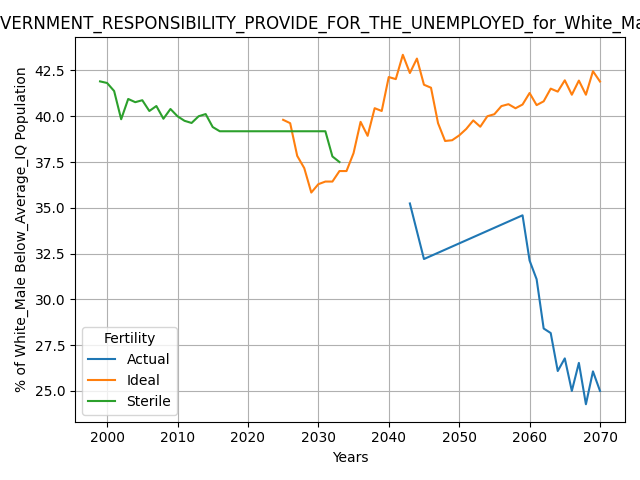 VERNMENT_RESPONSIBILITY_PROVIDE_FOR_THE_UNEMPLOYED_for_White_Ma
42.5
40.0
37.5
35.0
32.5
30.0
27.5
25.0
% of White_Male Below_Average_IQ Population
Fertility
Actual
Ideal
Sterile
2000 2010 2020 2030 2040 2050 2060 2070
Years